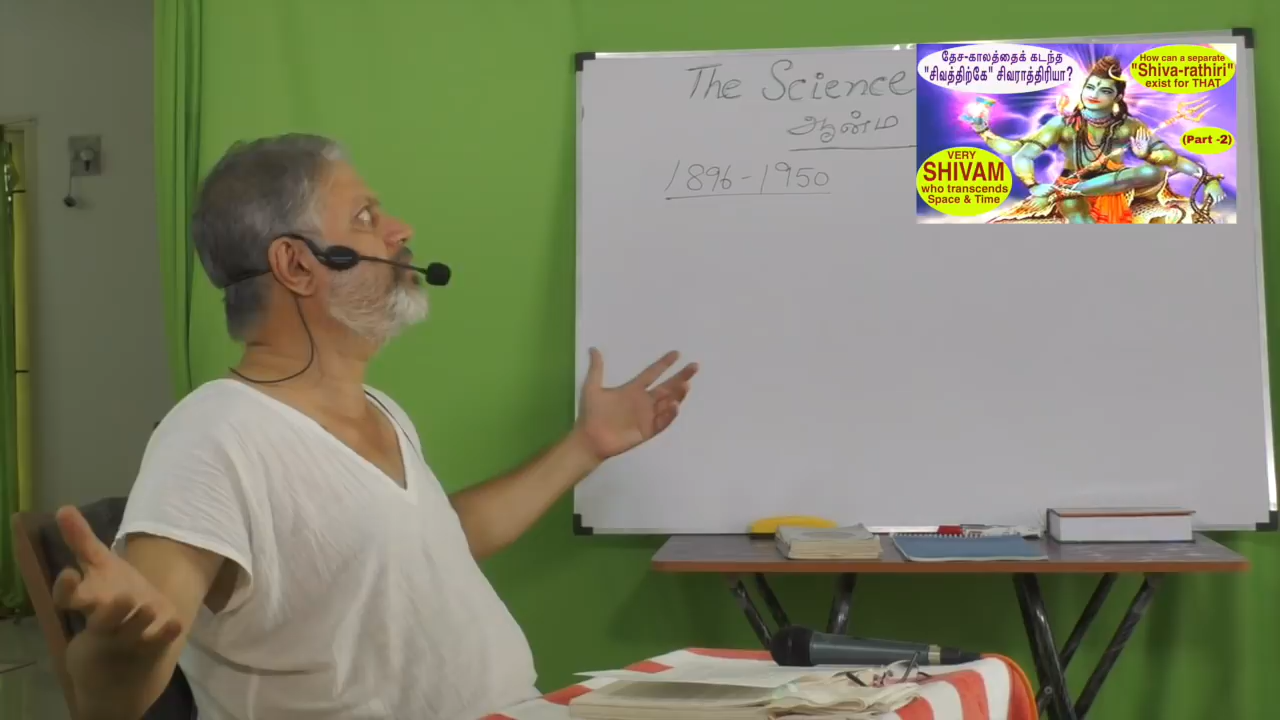 The Science
ஆன்ம
1896-1950
தேச-காலத்தைக் கடந்த
"சிவத்திற்கே" சிவராத்திரியா?
How can a separate
"Shiva-rathiri"
exist for THAT
(Part -2)
VERY
SHIVAM
who transcends
Space & Time